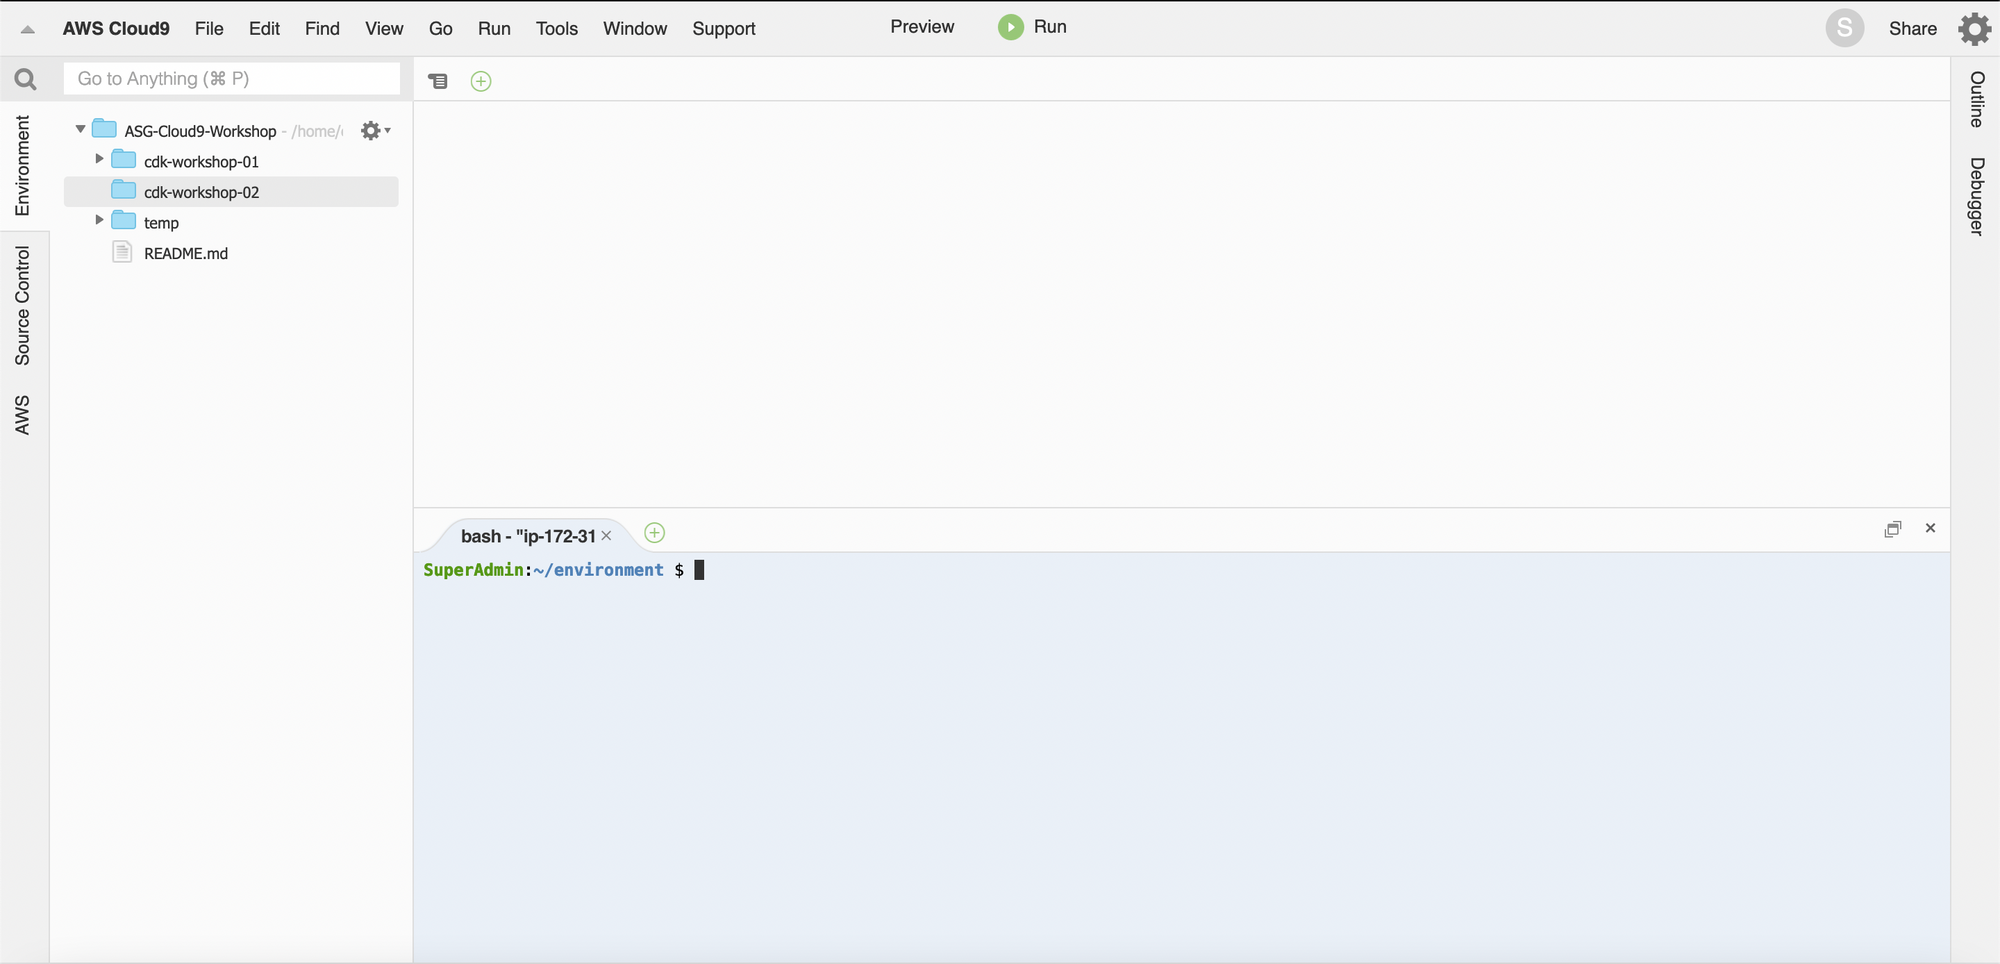 AWS Cloud9 File Edit Find View Go Run Tools Window Support Preview Run S Share
Go to Anything (⌘ P)
Environment
Source Control
AWS
ASG-Cloud9-Workshop - /home/
cdk-workshop-01
cdk-workshop-02
temp
README.md
bash - "ip-172-31 ×
SuperAdmin:~/environment $
Outline
Debugger